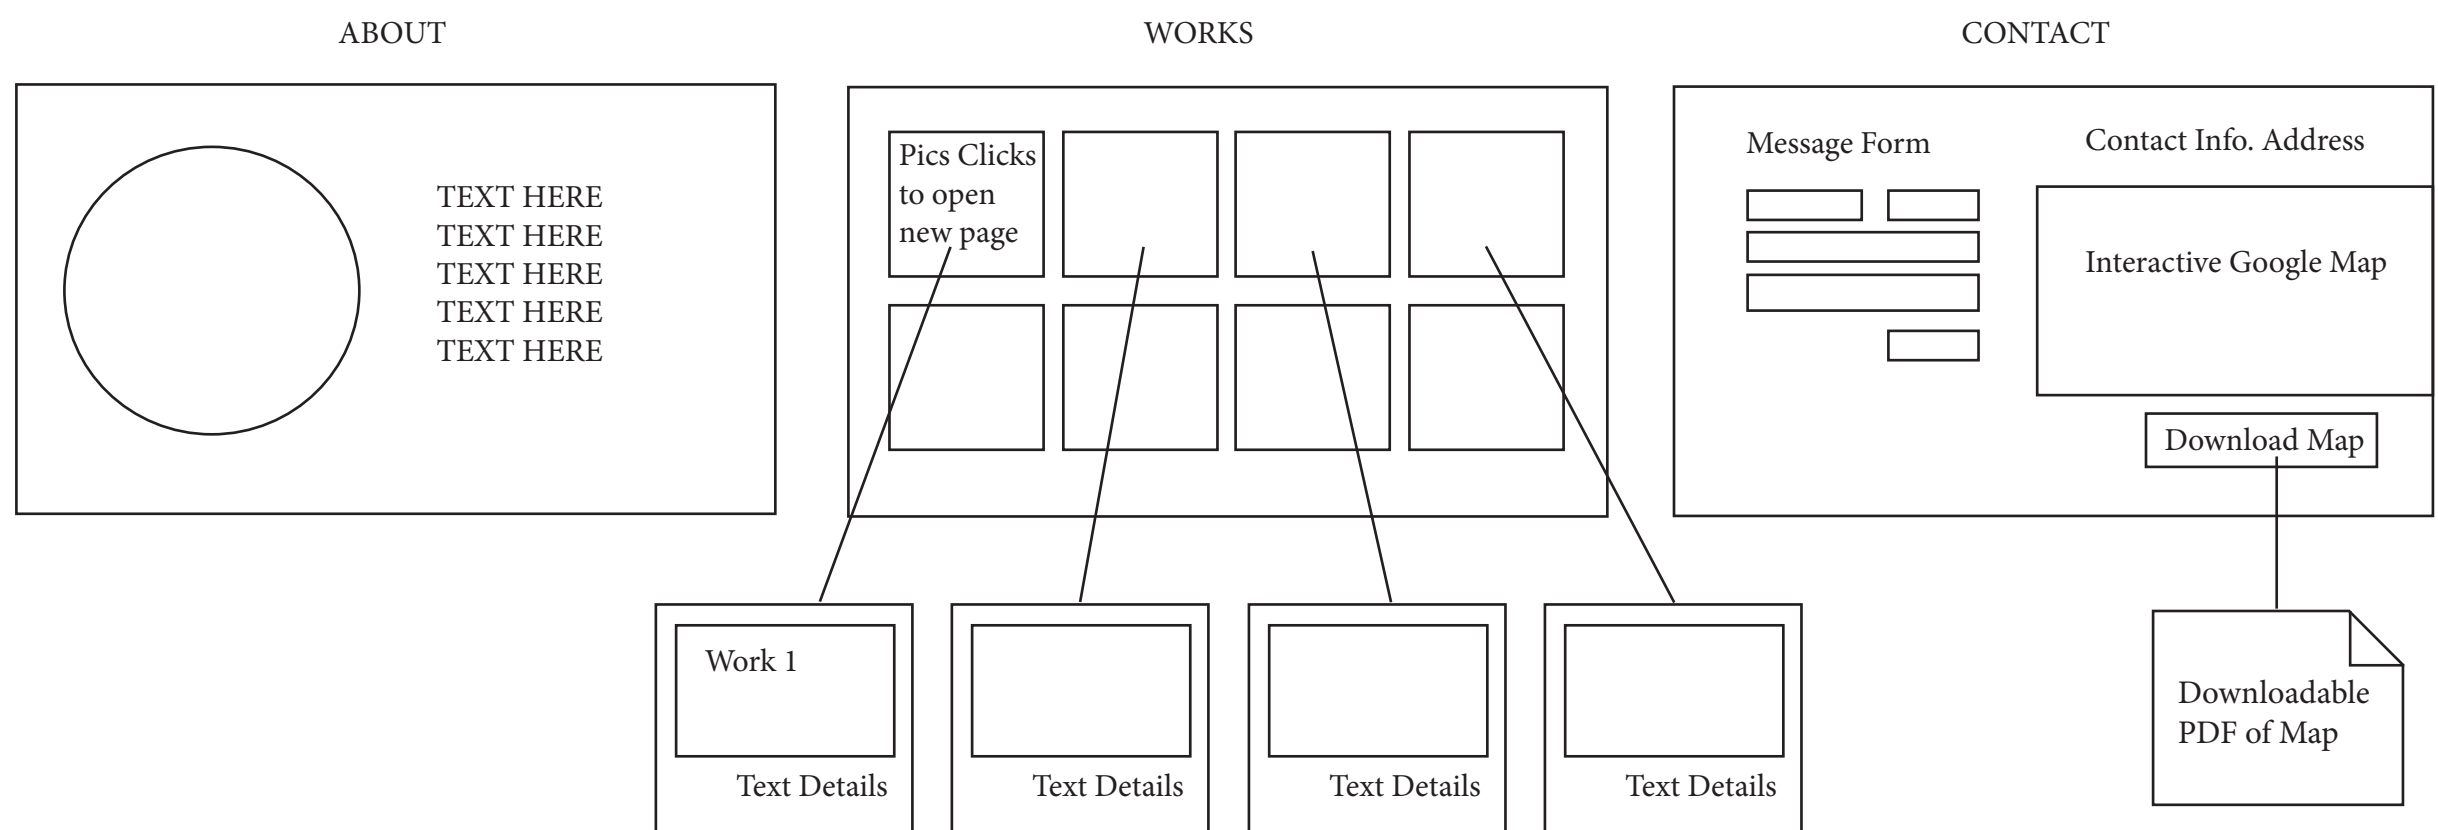 ABOUT
TEXT HERE
TEXT HERE
TEXT HERE
TEXT HERE
TEXT HERE
WORKS
Pics Clicks
to open
new page
Work 1
Text Details
Text Details
Text Details
Text Details
CONTACT
Message Form
Contact Info. Address
Interactive Google Map
Download Map
Downloadable
PDF of Map